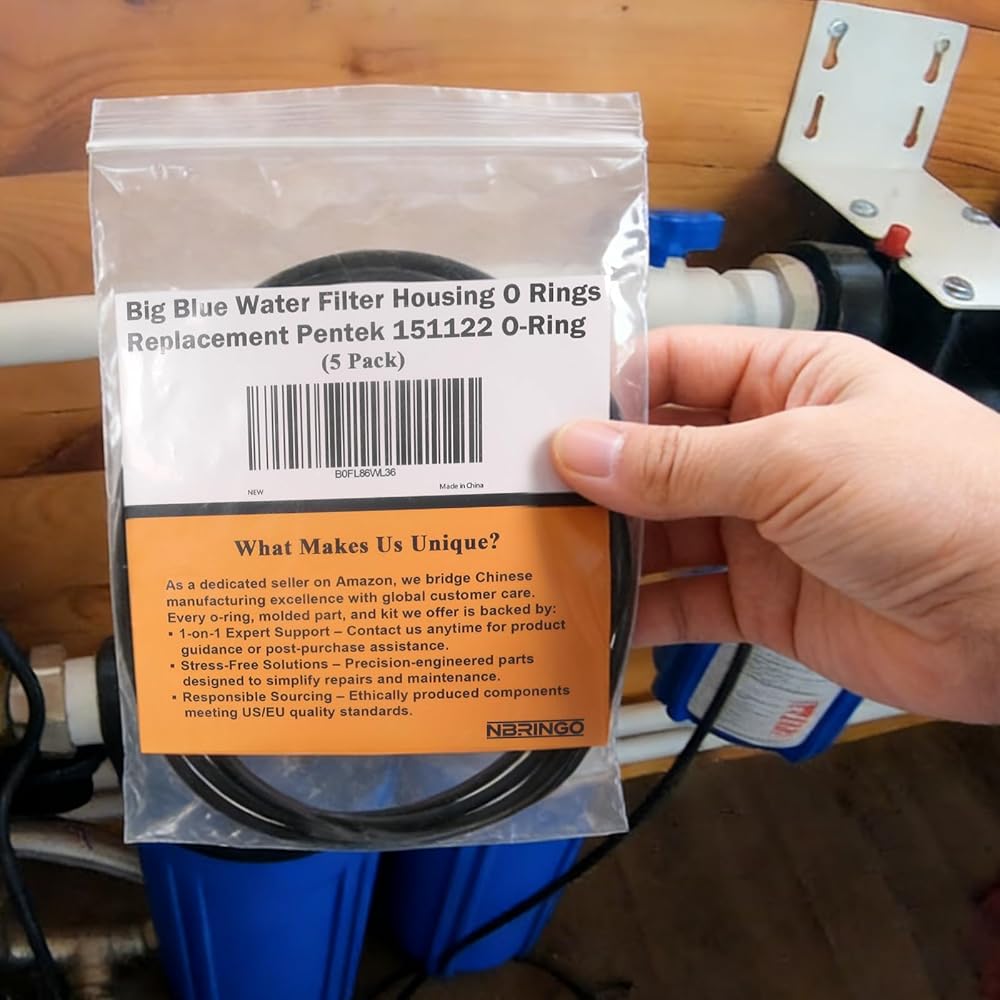 Big Blue Water Filter Housing O Rings
Replacement Pentek 151122 O-Ring
(5 Pack)
B0FL86WL36
NEW
Made in China
What Makes Us Unique?
As a dedicated seller on Amazon, we bridge Chinese
manufacturing excellence with global customer care.
Every o-ring, molded part, and kit we offer is backed by:
▪ 1-on-1 Expert Support – Contact us anytime for product
guidance or post-purchase assistance.
▪ Stress-Free Solutions – Precision-engineered parts
designed to simplify repairs and maintenance.
▪ Responsible Sourcing – Ethically produced components
meeting US/EU quality standards.
NBRINGO